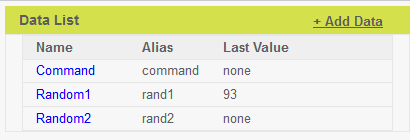 Data List + Add Data
Name Alias Last Value
Command command none
Random1 rand1 93
Random2 rand2 none